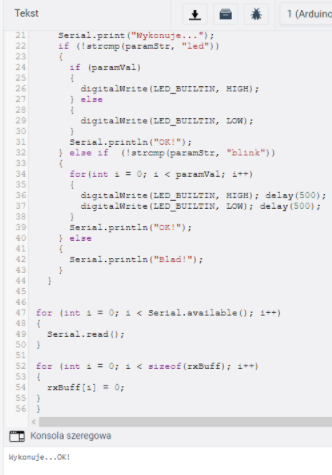 Tekst
1 (Arduino
21 Serial.print("Wykonuje...");
22 if (!strcmp(paramStr, "led"))
23 {
24 if (paramVal)
25 {
26 digitalWrite(LED_BUILTIN, HIGH);
27 } else
28 {
29 digitalWrite(LED_BUILTIN, LOW);
30 }
31 Serial.println("OK!");
32 } else if (!strcmp(paramStr, "blink"))
33 {
34 for(int i = 0; i < paramVal; i++)
35 {
36 digitalWrite(LED_BUILTIN, HIGH); delay(500);
37 digitalWrite(LED_BUILTIN, LOW); delay(500);
38 }
39 Serial.println("OK!");
40 } else
41 {
42 Serial.println("Blad!");
43 }
44 }
45
46
47 for (int i = 0; i < Serial.available(); i++)
48 {
49 Serial.read();
50 }
51
52 for (int i = 0; i < sizeof(rxBuff); i++)
53 {
54 rxBuff[i] = 0;
55 }
56 }
Konsola szeregowa
Wykonuje...OK!